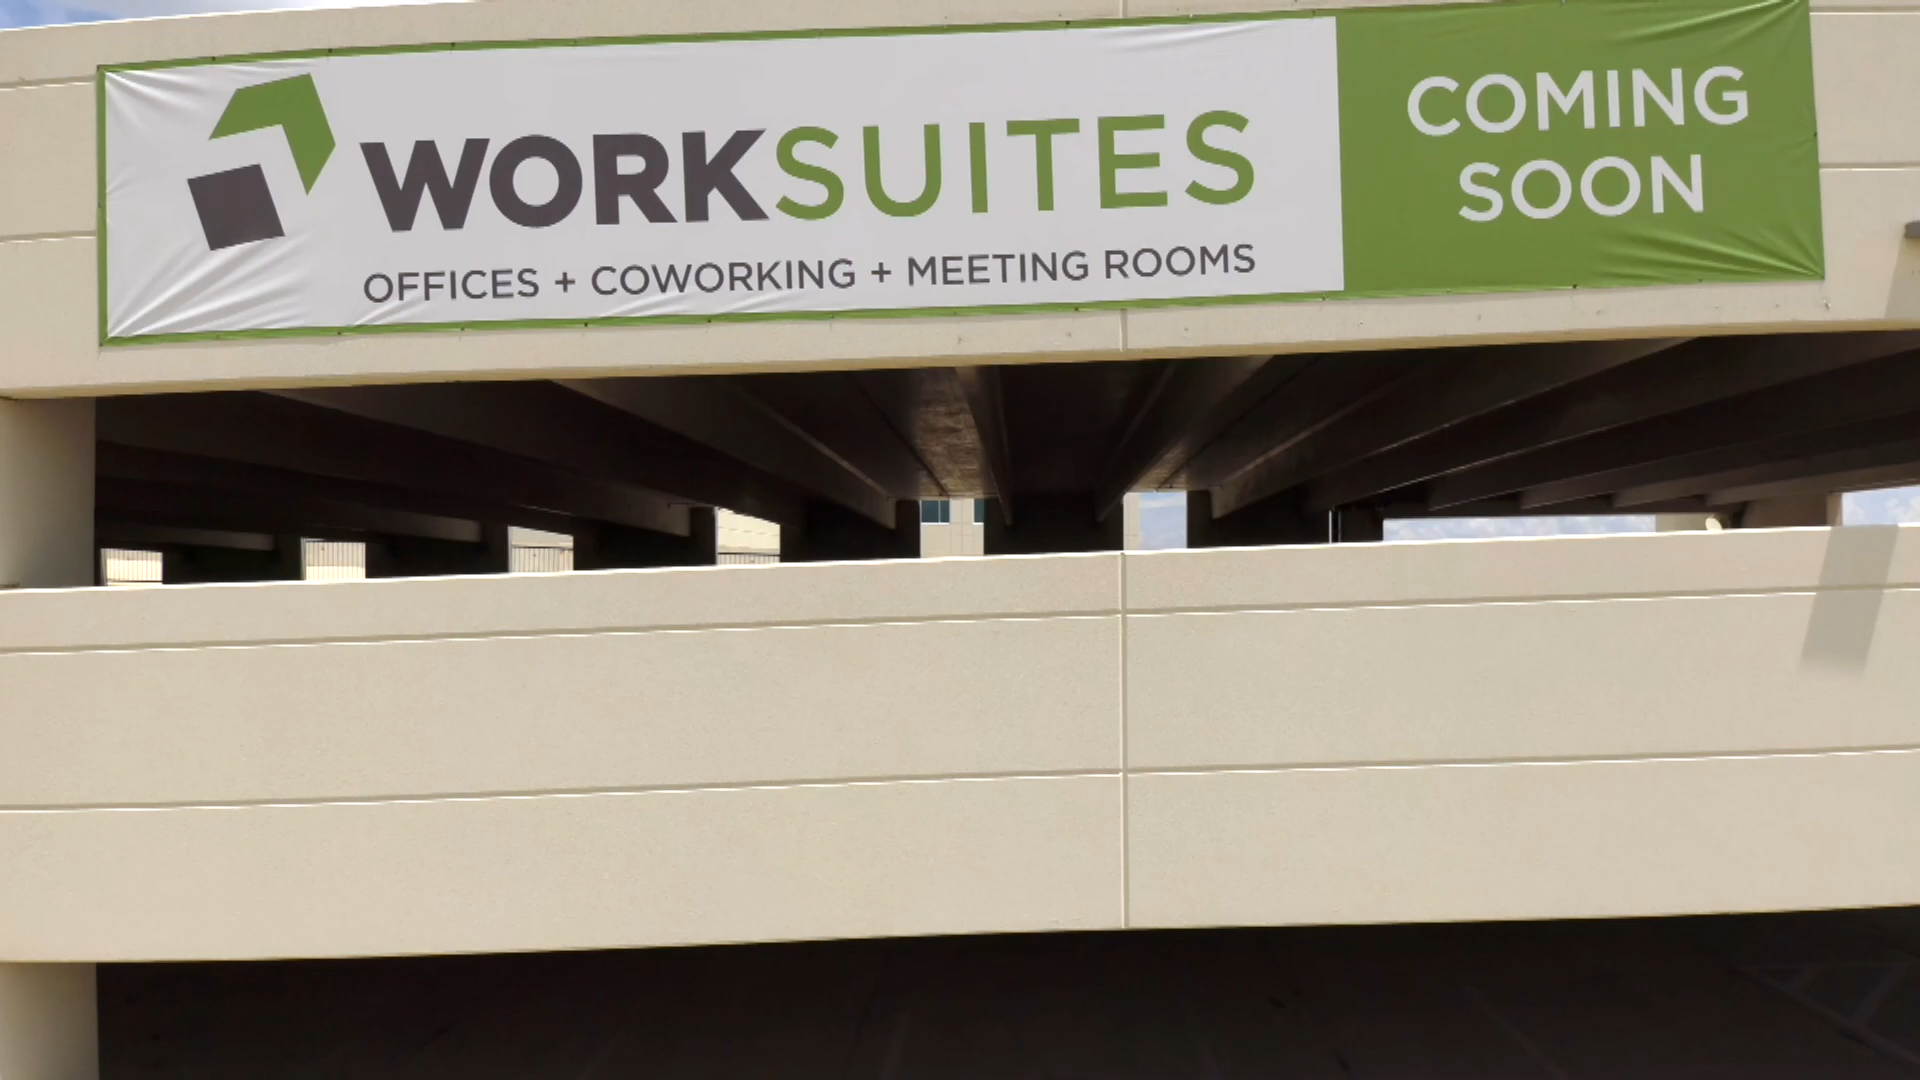 WORKSUITES
OFFICES + COWORKING + MEETING ROOMS
COMING
SOON